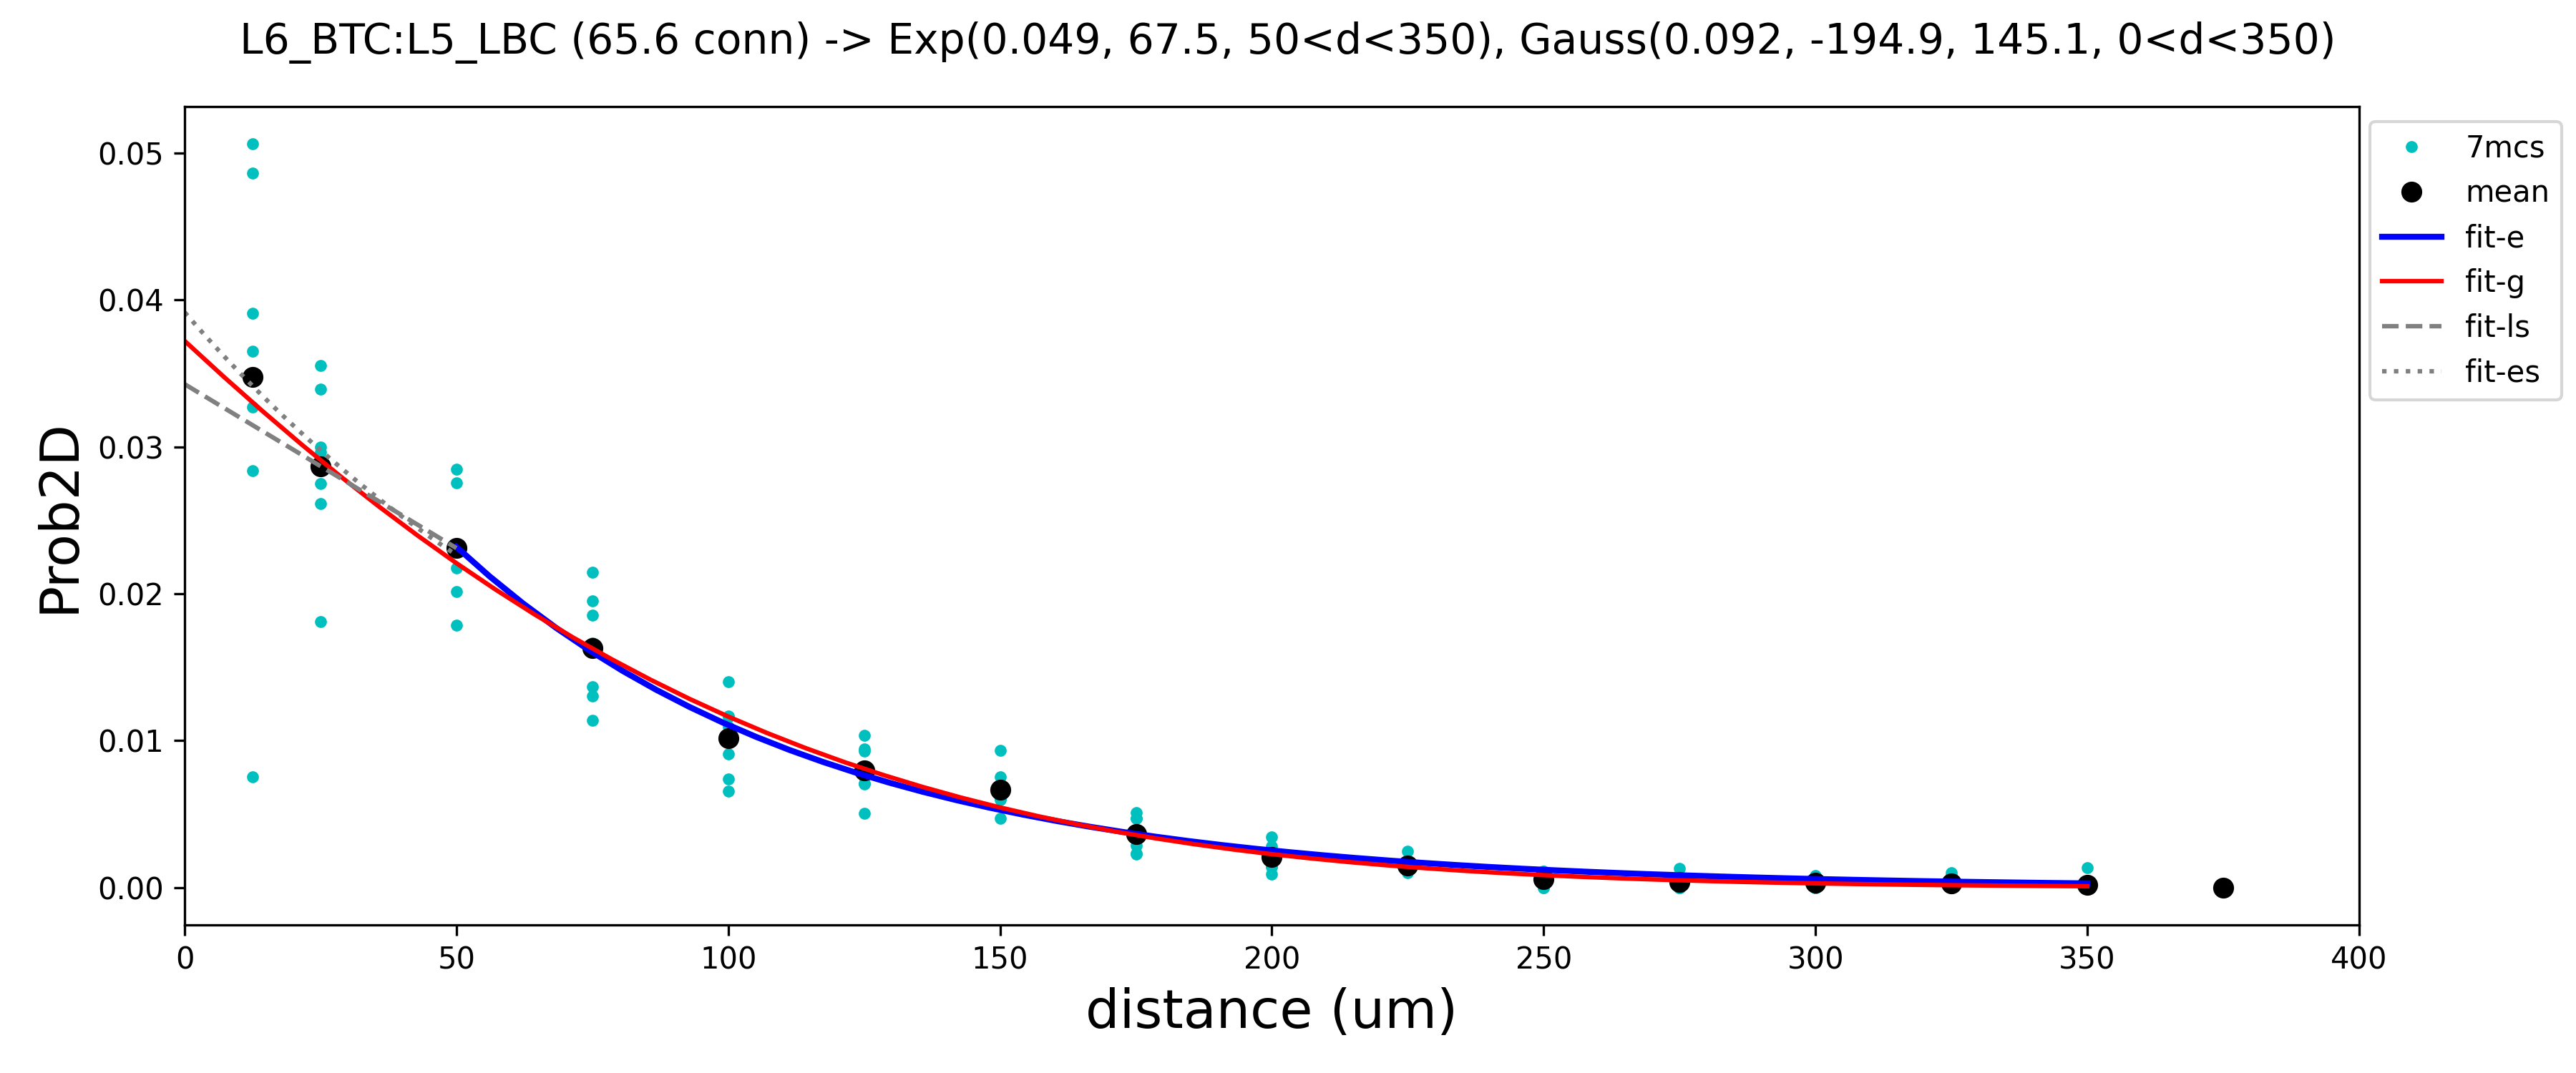 L6_BTC:L5_LBC (65.6 conn) -> Exp(0.049, 67.5, 50<d<350), Gauss(0.092, -194.9, 145.1, 0<d<350)
0.05
0.04
0.03
0.02
0.01
0.00
Prob2D
0 50 100 150 200 250 300 350 400
distance (um)
7mcs
mean
fit-e
fit-g
fit-ls
fit-es